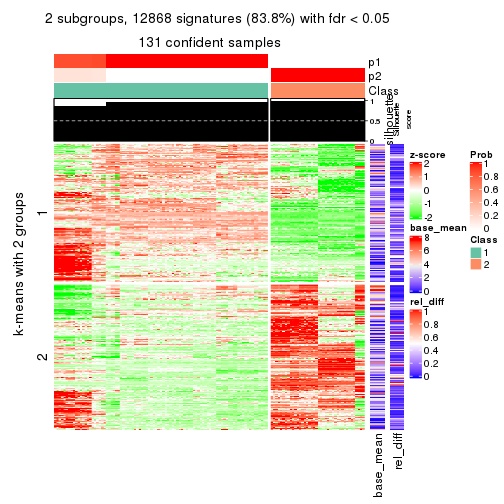 2 subgroups, 12868 signatures (83.8%) with fdr < 0.05
131 confident samples
p1
p2
Class
1
0.5
0
silhouette
Silhouette
score
k-means with 2 groups
1
2
base_mean
rel_diff
z-score
2
1
0
-1
-2
base_mean
8
6
4
2
0
rel_diff
1
0.8
0.6
0.4
0.2
0
Prob
1
0.8
0.6
0.4
0.2
0
Class
1
2